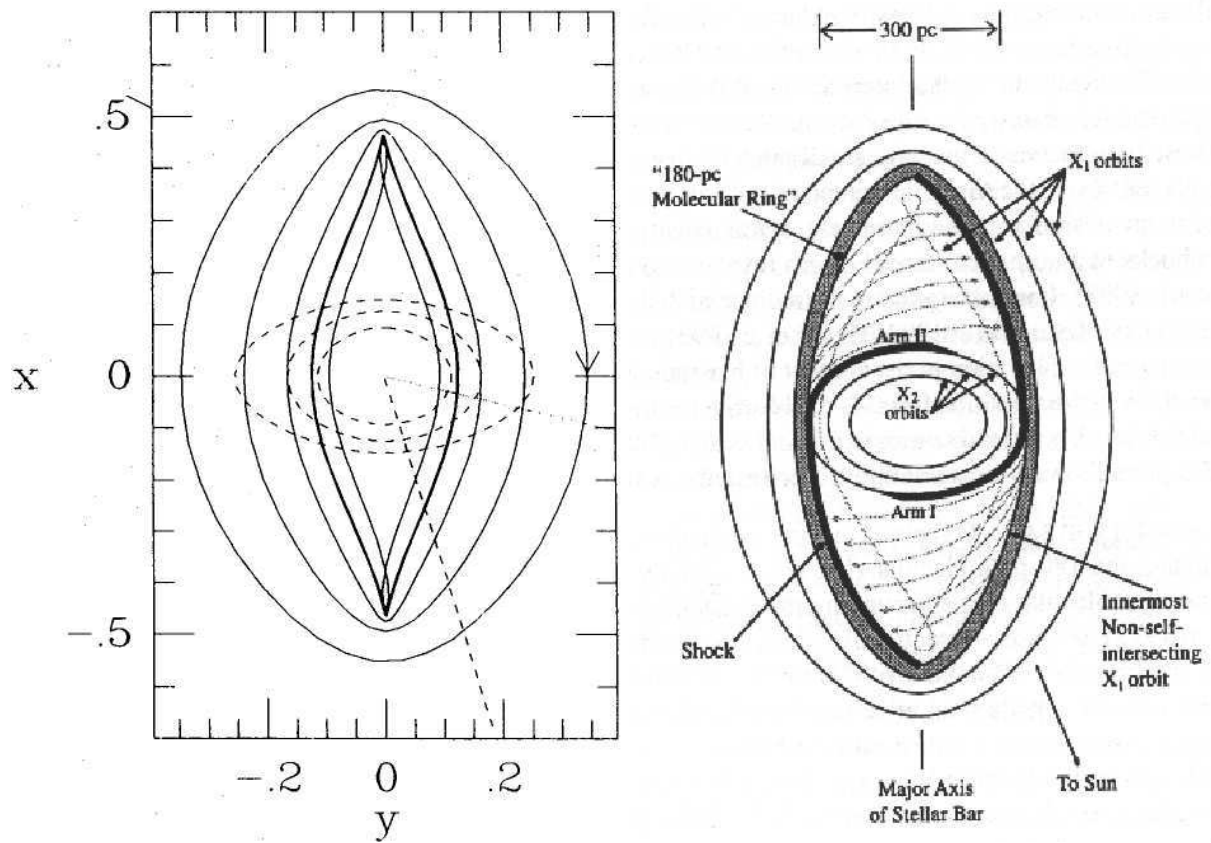 .5
x
0
-.5
-.2
0
.2
y
300 pc
X₁ orbits
"180-pc
Molecular Ring"
Arm II
X₂
orbits
Arm I
Shock
Innermost
Non-self-
intersecting
X₁ orbit
To Sun
Major Axis
of Stellar Bar